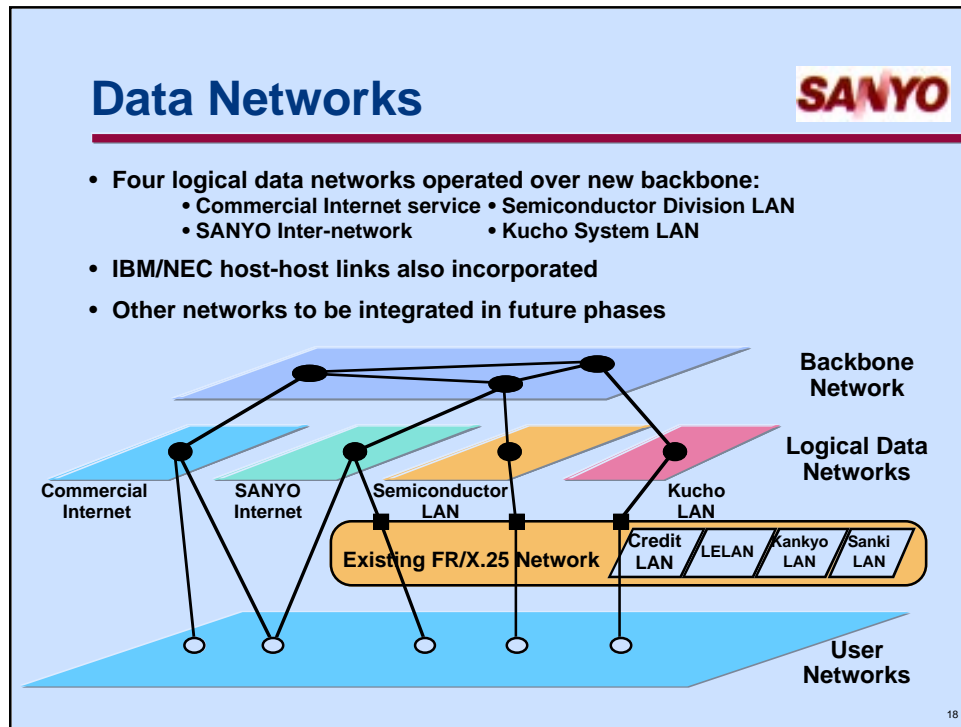 Data Networks
SANYO
• Four logical data networks operated over new backbone:
• Commercial Internet service • Semiconductor Division LAN
• SANYO Inter-network • Kucho System LAN
• IBM/NEC host-host links also incorporated
• Other networks to be integrated in future phases
Backbone
Network
Logical Data
Networks
Commercial
Internet
SANYO
Internet
Semiconductor
LAN
Kucho
LAN
Existing FR/X.25 Network
Credit
LAN
LELAN
Kankyo
LAN
Sanki
LAN
User
Networks
18